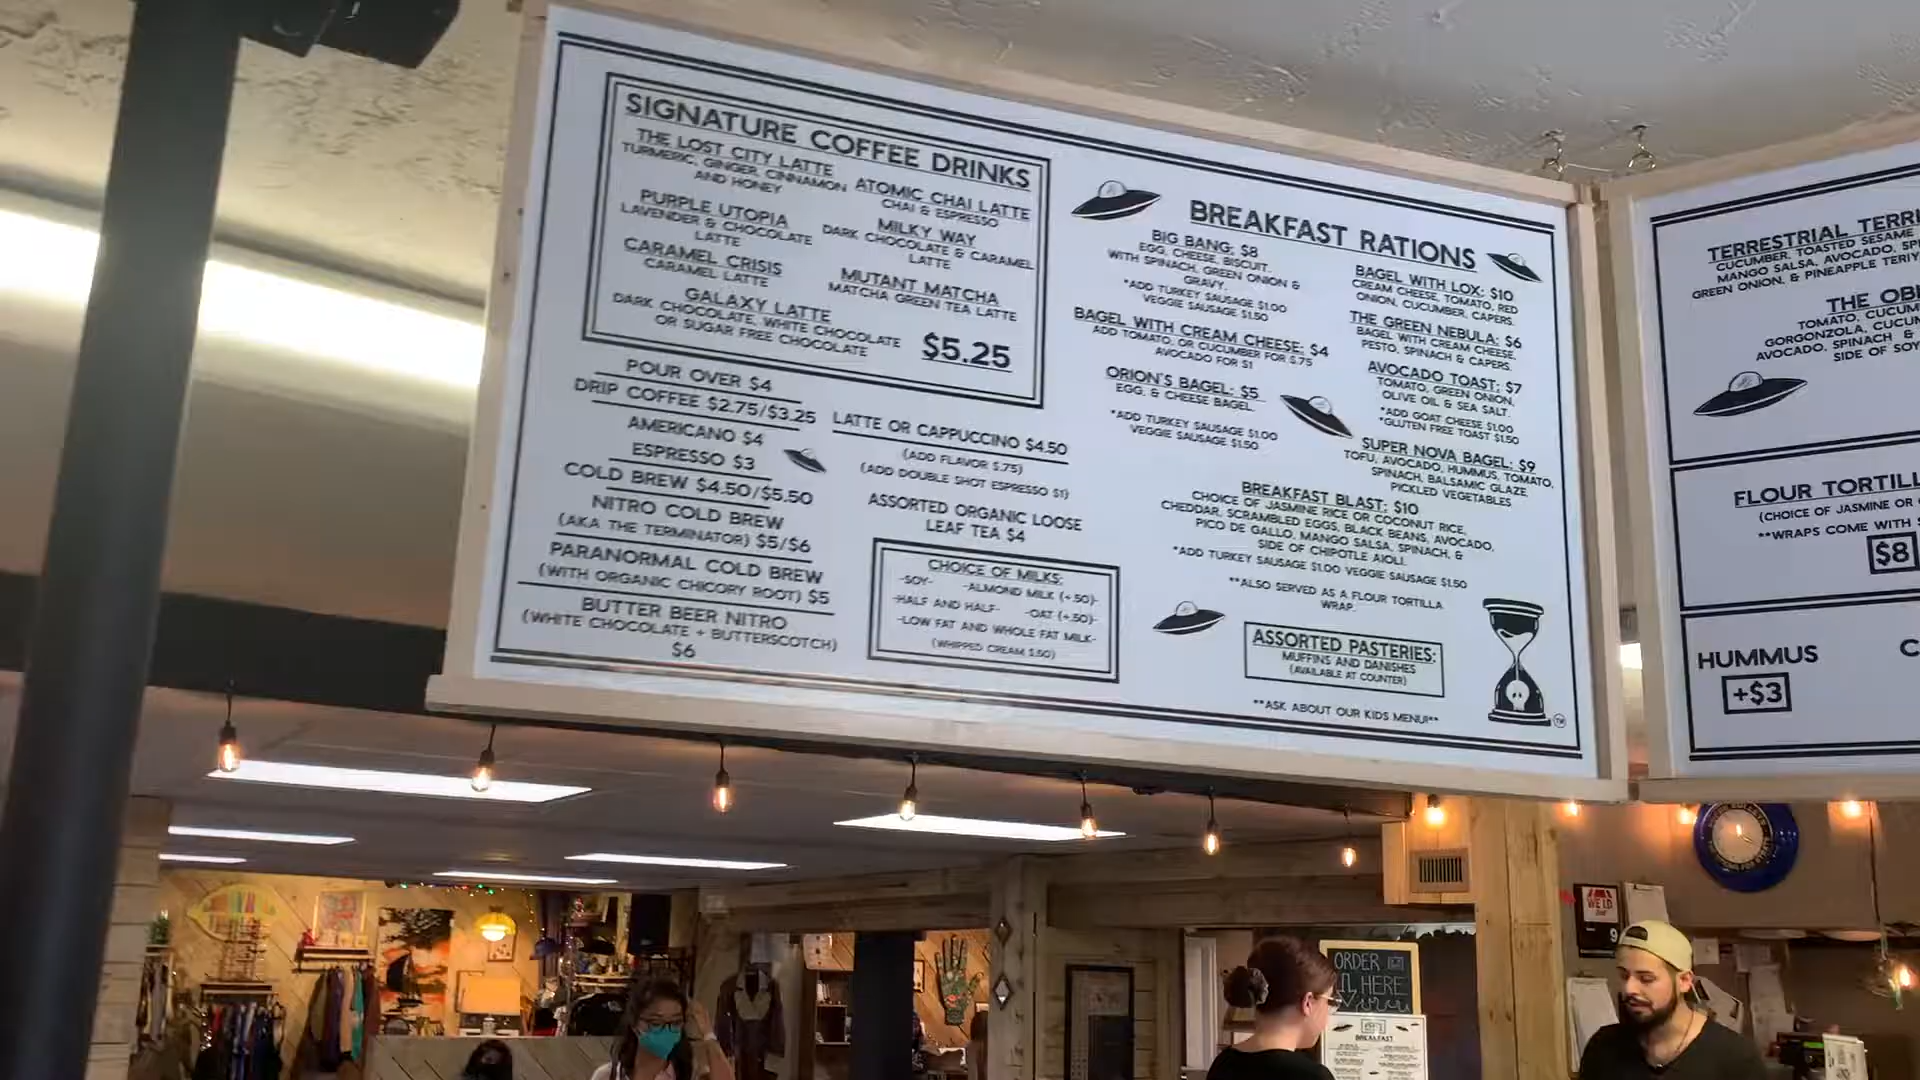 SIGNATURE COFFEE DRINKS
THE LOST CITY LATTE
TURMERIC, GINGER, CINNAMON
AND HONEY
PURPLE UTOPIA
LAVENDER & CHOCOLATE
LATTE
CARAMEL CRISIS
CARAMEL LATTE
GALAXY LATTE
DARK CHOCOLATE, WHITE CHOCOLATE
OR SUGAR FREE CHOCOLATE
ATOMIC CHAI LATTE
CHAI & ESPRESSO
MILKY WAY
DARK CHOCOLATE & CARAMEL
LATTE
MUTANT MATCHA
MATCHA GREEN TEA LATTE
$5.25
POUR OVER $4
DRIP COFFEE $2.75/$3.25
AMERICANO $4
ESPRESSO $3
COLD BREW $4.50/$5.50
NITRO COLD BREW
(AKA THE TERMINATOR) $5/$6
PARANORMAL COLD BREW
(WITH ORGANIC CHICORY ROOT) $5
BUTTER BEER NITRO
(WHITE CHOCOLATE + BUTTERSCOTCH)
$6
LATTE OR CAPPUCCINO $4.50
(ADD FLAVOR $.75)
(ADD DOUBLE SHOT ESPRESSO $1)
ASSORTED ORGANIC LOOSE
LEAF TEA $4
CHOICE OF MILKS:
-SOY- -ALMOND MILK (+.50)-
-HALF AND HALF- -OAT (+.50)-
-LOW FAT AND WHOLE FAT MILK-
(WHIPPED CREAM $.50)
BREAKFAST RATIONS
BIG BANG: $8
EGG, CHEESE, BISCUIT,
WITH SPINACH, GREEN ONION &
GRAVY.
*ADD TURKEY SAUSAGE $1.00
VEGGIE SAUSAGE $1.50
BAGEL WITH CREAM CHEESE: $4
ADD TOMATO, OR CUCUMBER FOR $.75
AVOCADO FOR $1
ORION'S BAGEL: $5
EGG, & CHEESE BAGEL.
*ADD TURKEY SAUSAGE $1.00
VEGGIE SAUSAGE $1.50
BAGEL WITH LOX: $10
CREAM CHEESE, TOMATO, RED
ONION, CUCUMBER, CAPERS.
THE GREEN NEBULA: $6
BAGEL WITH CREAM CHEESE,
PESTO, SPINACH & CAPERS.
AVOCADO TOAST: $7
TOMATO, GREEN ONION,
OLIVE OIL & SEA SALT.
*ADD GOAT CHEESE $1.00
*GLUTEN FREE TOAST $1.50
SUPER NOVA BAGEL: $9
TOFU, AVOCADO, HUMMUS, TOMATO,
SPINACH, BALSAMIC GLAZE,
PICKLED VEGETABLES
BREAKFAST BLAST: $10
CHOICE OF JASMINE RICE OR COCONUT RICE,
CHEDDAR, SCRAMBLED EGGS, BLACK BEANS, AVOCADO,
PICO DE GALLO, MANGO SALSA, SPINACH, &
SIDE OF CHIPOTLE AIOLI.
*ADD TURKEY SAUSAGE $1.00 VEGGIE SAUSAGE $1.50
**ALSO SERVED AS A FLOUR TORTILLA
WRAP.
ASSORTED PASTERIES:
MUFFINS AND DANISHES
(AVAILABLE AT COUNTER)
**ASK ABOUT OUR KIDS MENU!**
TM
TERRESTRIAL TERRI
CUCUMBER, TOASTED SESAME
MANGO SALSA, AVOCADO, SP
GREEN ONION, & PINEAPPLE TERIY
THE OB
TOMATO, CUCUM
GORGONZOLA, CUCUM
AVOCADO, SPINACH &
SIDE OF SOY
FLOUR TORTILL
(CHOICE OF JASMINE OR
**WRAPS COME WITH
$8
HUMMUS
+$3
C
ORDER
HERE
BREAKFAST
WELD
9